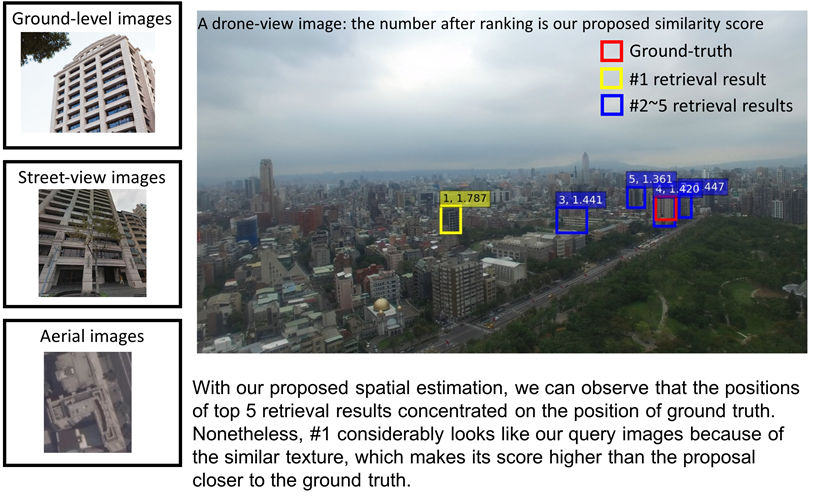 Ground-level images
Street-view images
Aerial images
A drone-view image: the number after ranking is our proposed similarity score
Ground-truth
#1 retrieval result
#2~5 retrieval results
1, 1.787
3, 1.441
5, 1.361
4, 1.420
.447
With our proposed spatial estimation, we can observe that the positions
of top 5 retrieval results concentrated on the position of ground truth.
Nonetheless, #1 considerably looks like our query images because of
the similar texture, which makes its score higher than the proposal
closer to the ground truth.